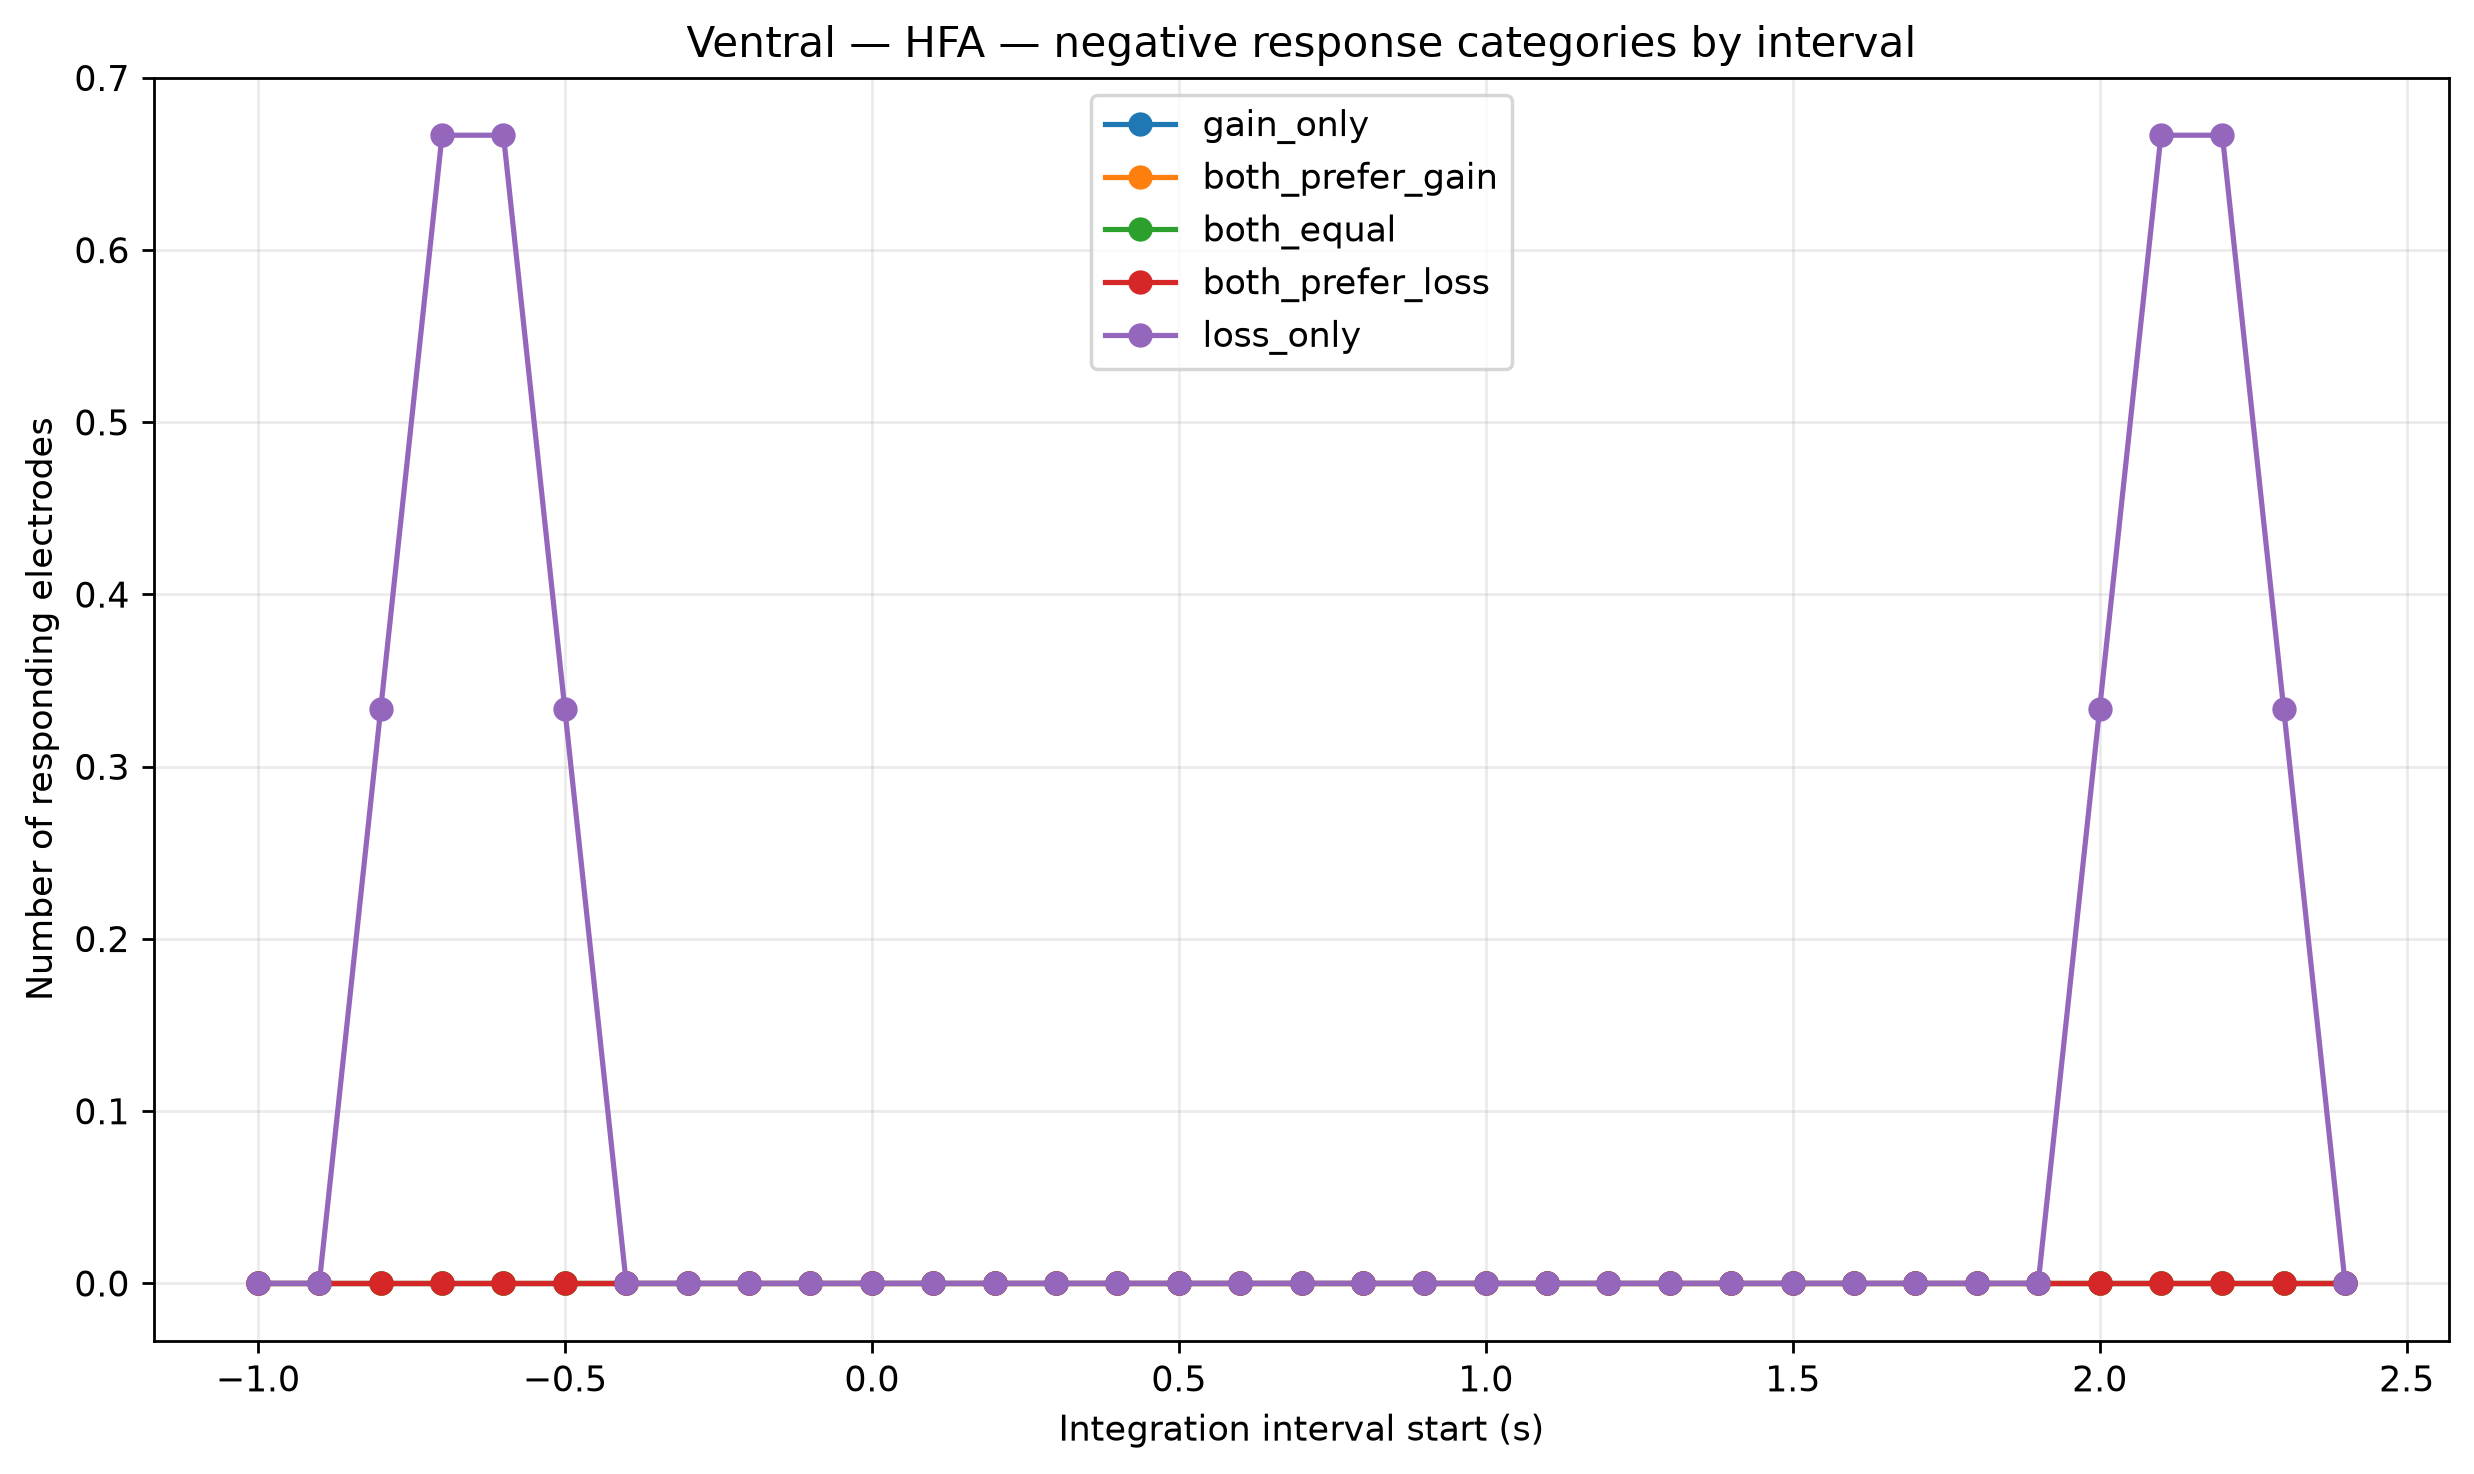 Ventral — HFA — negative response categories by interval
0.7
0.6
0.5
0.4
0.3
0.2
0.1
0.0
Number of responding electrodes
gain_only
both_prefer_gain
both_equal
both_prefer_loss
loss_only
−1.0 −0.5 0.0 0.5 1.0 1.5 2.0 2.5
Integration interval start (s)